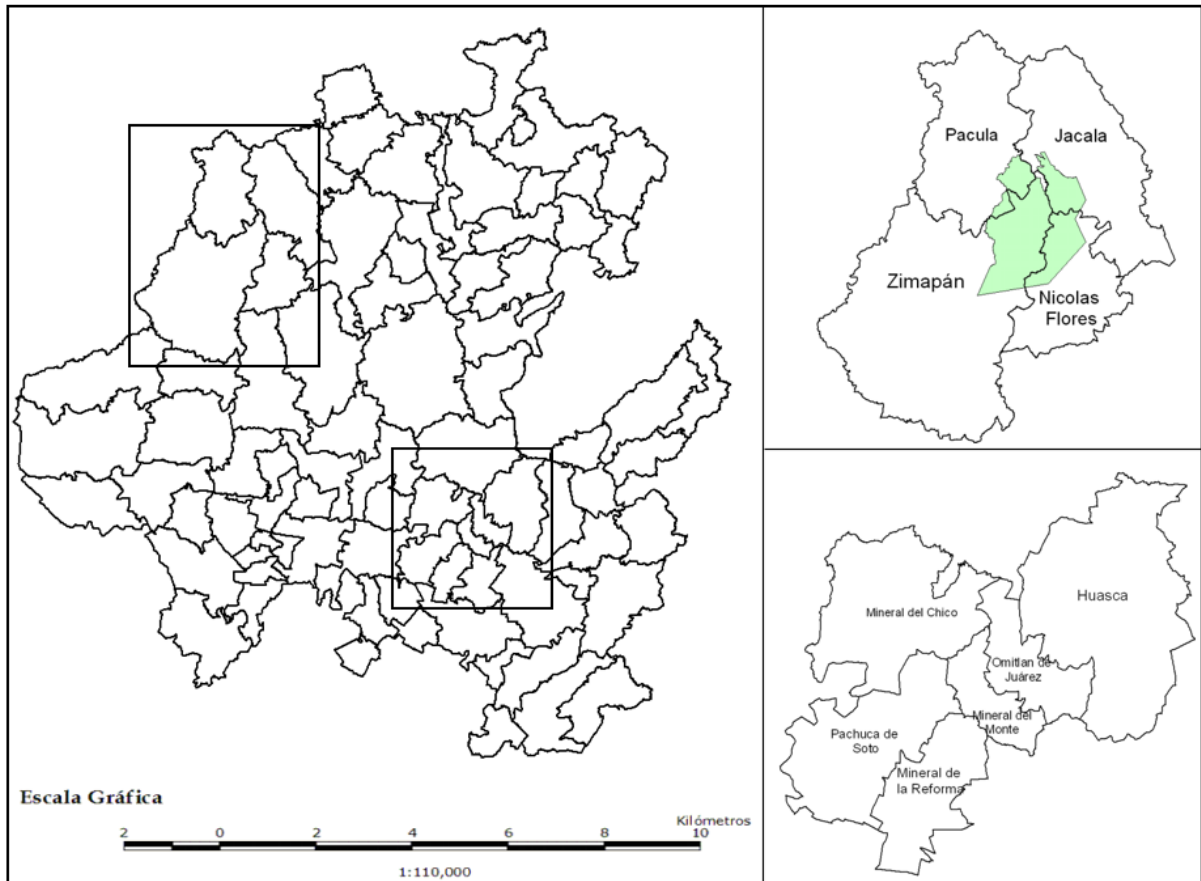 Escala Gráfica
Kilómetros
2 0 2 4 6 8 10
1:110,000
Pacula
Jacala
Zimapán
Nicolas
Flores
Huasca
Mineral del Chico
Omitlan de
Juárez
Mineral del
Monte
Pachuca de
Soto
Mineral de
la Reforma